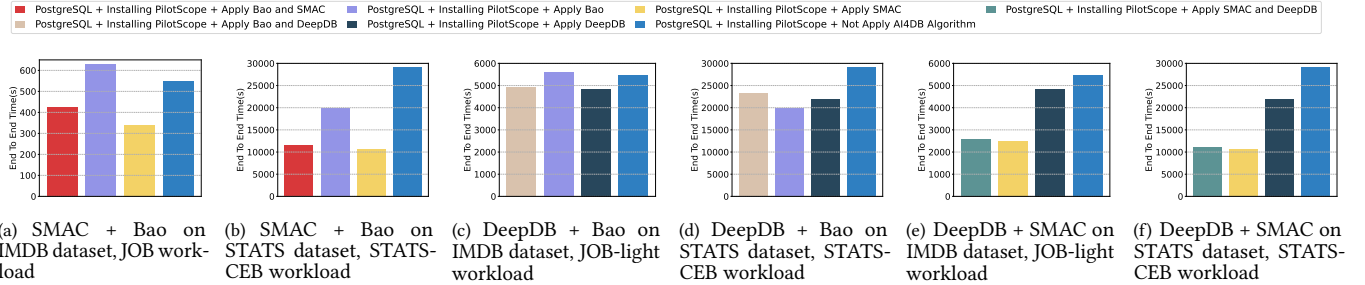 PostgreSQL + Installing PilotScope + Apply Bao and SMAC
PostgreSQL + Installing PilotScope + Apply Bao
PostgreSQL + Installing PilotScope + Apply SMAC
PostgreSQL + Installing PilotScope + Apply SMAC and DeepDB
PostgreSQL + Installing PilotScope + Apply Bao and DeepDB
PostgreSQL + Installing PilotScope + Apply DeepDB
PostgreSQL + Installing PilotScope + Not Apply AI4DB Algorithm
End To End Time(s)
600
500
400
300
200
100
0
(a) SMAC + Bao on
IMDB dataset, JOB work-
load
End To End Time(s)
30000
25000
20000
15000
10000
5000
0
(b) SMAC + Bao on
STATS dataset, STATS-
CEB workload
End To End Time(s)
6000
5000
4000
3000
2000
1000
0
(c) DeepDB + Bao on
IMDB dataset, JOB-light
workload
End To End Time(s)
30000
25000
20000
15000
10000
5000
0
(d) DeepDB + Bao on
STATS dataset, STATS-
CEB workload
End To End Time(s)
6000
5000
4000
3000
2000
1000
0
(e) DeepDB + SMAC on
IMDB dataset, JOB-light
workload
End To End Time(s)
30000
25000
20000
15000
10000
5000
0
(f) DeepDB + SMAC on
STATS dataset, STATS-
CEB workload